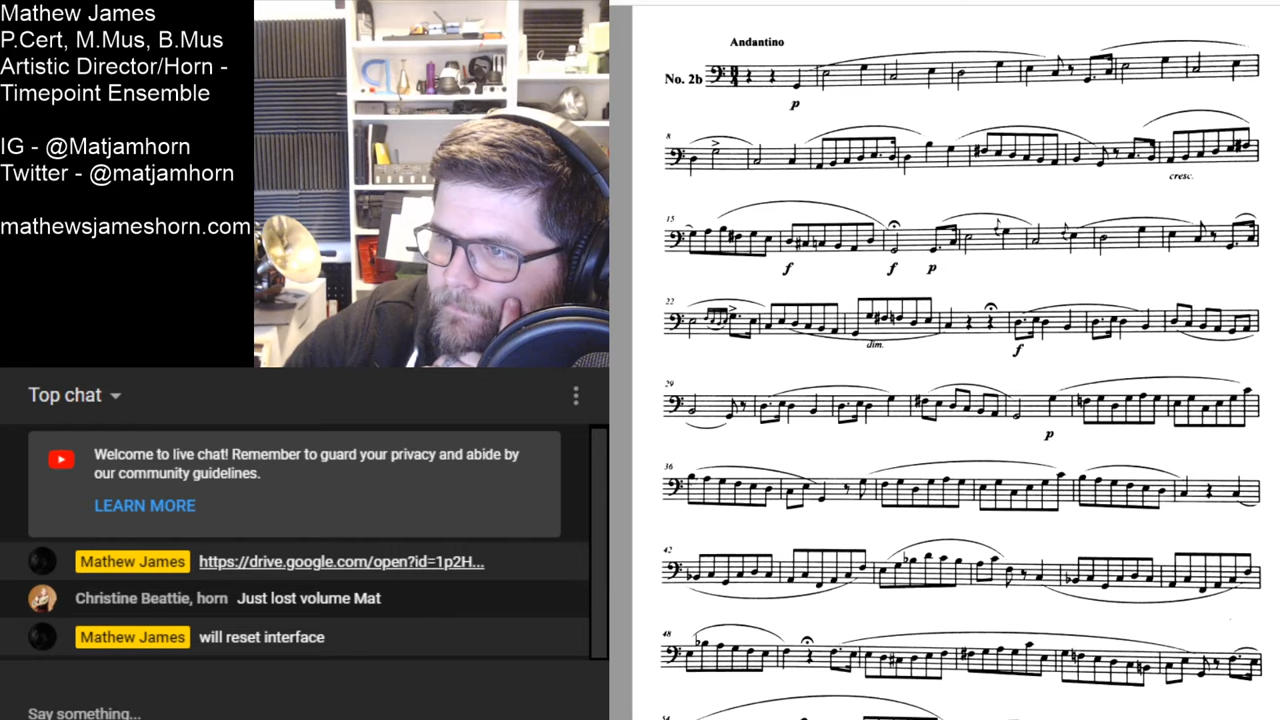 Mathew James
P.Cert, M.Mus, B.Mus
Artistic Director/Horn -
Timepoint Ensemble
IG - @Matjamhorn
Twitter - @matjamhorn
mathewsjameshorn.com
Top chat
Welcome to live chat! Remember to guard your privacy and abide by
our community guidelines.
LEARN MORE
Mathew James https://drive.google.com/open?id=1p2H...
Christine Beattie, horn Just lost volume Mat
Mathew James will reset interface
Say something...
Andantino
No. 2b
p
8
cresc.
15
f f p
22
dim.
f
29
p
36
42
48